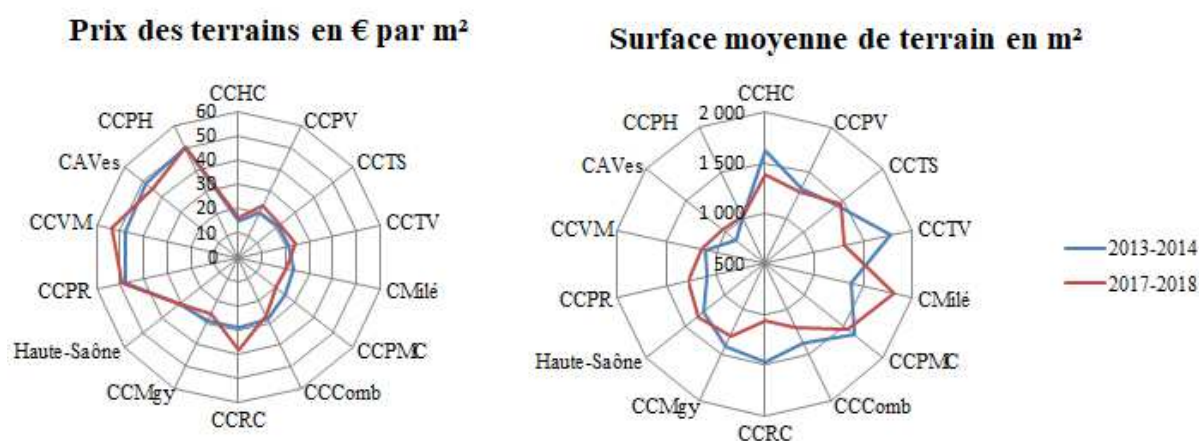 Prix des terrains en € par m²
CCHC
CCPV
CCTS
CCTV
CMilé
CCPMC
CCComb
CCRC
CCMgy
Haute-Saône
CCPR
CCVM
CAVes
CCPH
60
50
40
30
20
10
0
Surface moyenne de terrain en m²
CCHC
CCPV
CCTS
CCTV
CMilé
CCPMC
CCComb
CCRC
CCMgy
Haute-Saône
CCPR
CCVM
CAVes
CCPH
2 000
1 500
1 000
500
2013-2014
2017-2018